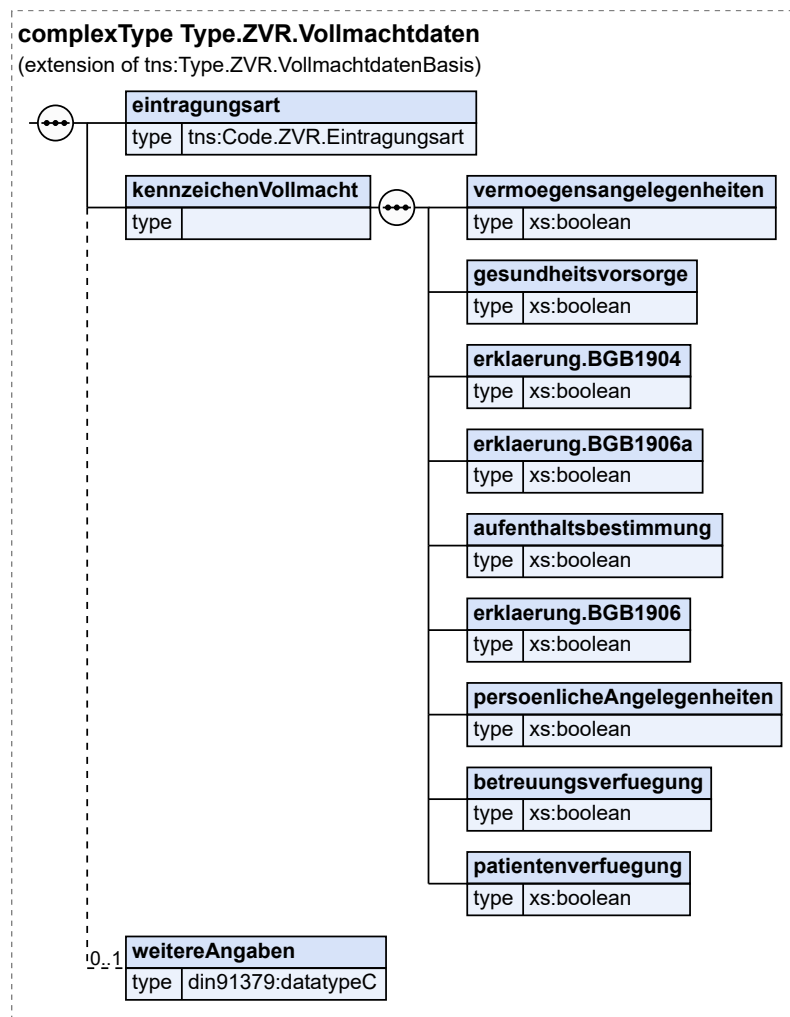 complexType Type.ZVR.Vollmachtdaten
(extension of tns:Type.ZVR.VollmachtdatenBasis)
eintragungsart
type tns:Code.ZVR.Eintragungsart
kennzeichenVollmacht
type
vermoegensangelegenheiten
type xs:boolean
gesundheitsvorsorge
type xs:boolean
erklaerung.BGB1904
type xs:boolean
erklaerung.BGB1906a
type xs:boolean
aufenthaltsbestimmung
type xs:boolean
erklaerung.BGB1906
type xs:boolean
persoenlicheAngelegenheiten
type xs:boolean
betreuungsverfuegung
type xs:boolean
patientenverfuegung
type xs:boolean
0..1 weitereAngaben
type din91379:datatypeC